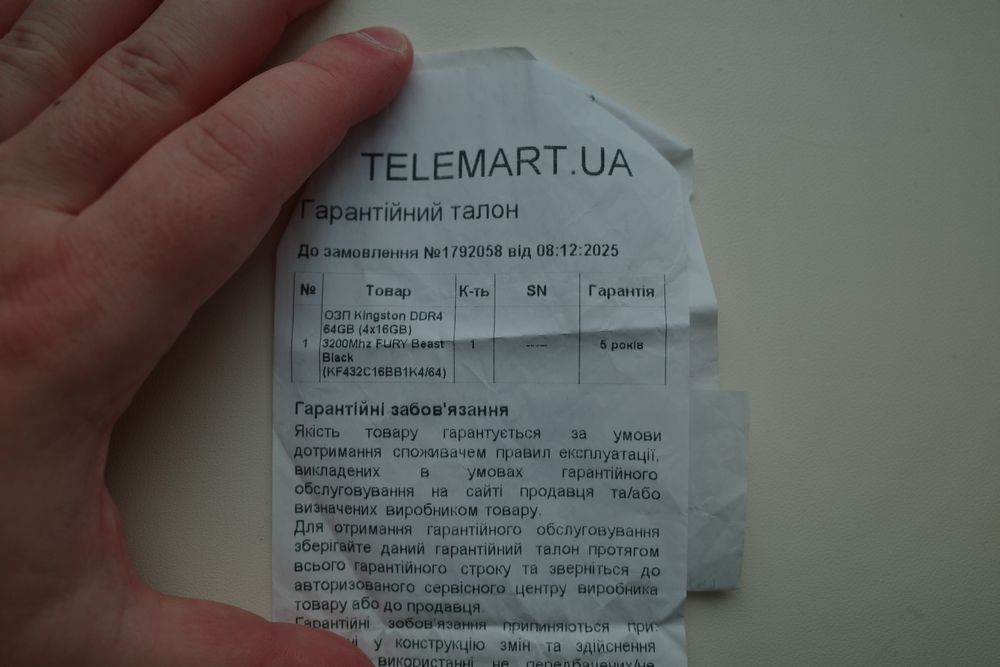 TELEMART.UA
Гарантійний талон
До замовлення №1792058 від 08:12:2025
№ Товар К-ть SN Гарантія
ОЗП Kingston DDR4
64GB (4x16GB)
1 3200Mhz FURY Beast 1 ---- 5 років
Black
(KF432C16BB1K4/64)
Гарантійні забов'язання
Якість товару гарантується за умови
дотримання споживачем правил експлуатації,
викладених в умовах гарантійного
обслуговування на сайті продавця та/або
визначених виробником товару.
Для отримання гарантійного обслуговування
зберігайте даний гарантійний талон протягом
всього гарантійного строку та зверніться до
авторизованого сервісного центру виробника
товару або до продавця.
Гарантійні зобов'язання припиняються при:
у конструкцію змін та здійснення
використанні не